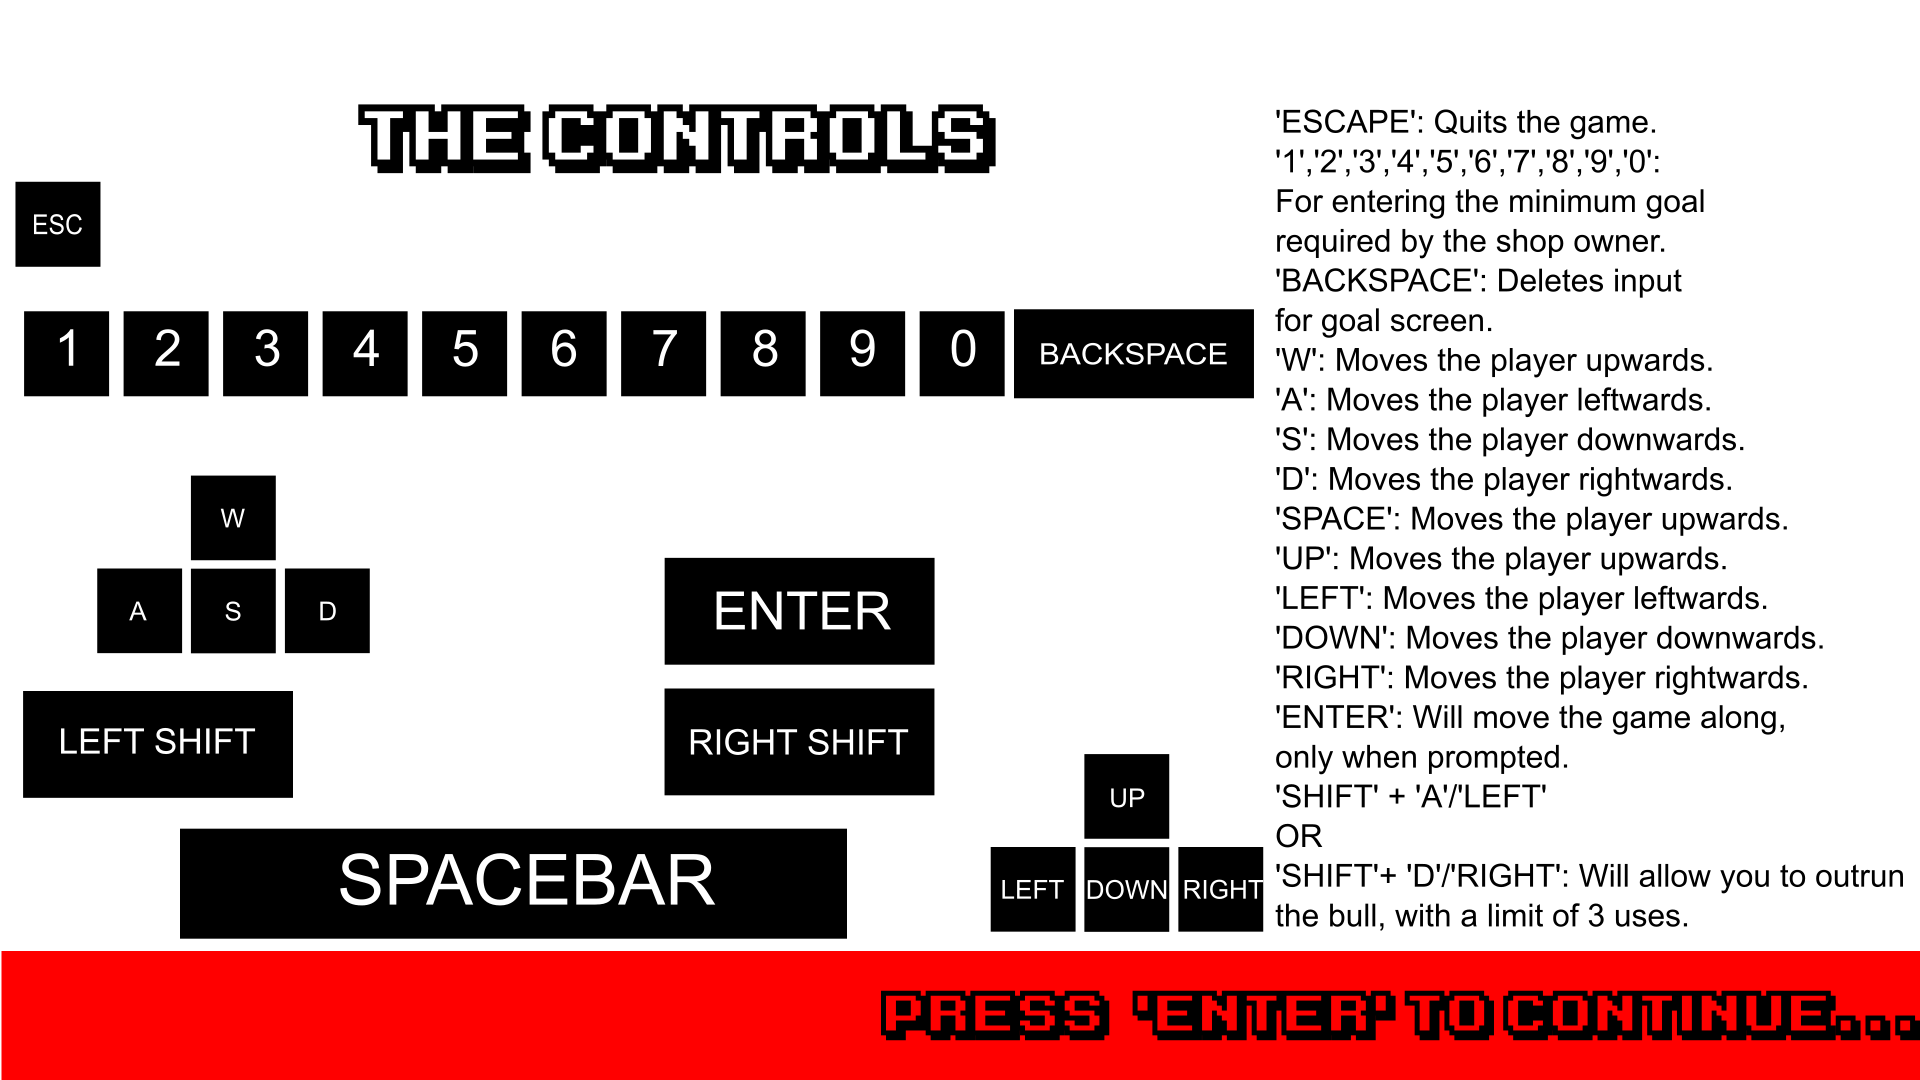 THE CONTROLS
ESC
1 2 3 4 5 6 7 8 9 0 BACKSPACE
W
A S D
ENTER
LEFT SHIFT
RIGHT SHIFT
UP
SPACEBAR
LEFT DOWN RIGHT
'ESCAPE': Quits the game.
'1','2','3','4','5','6','7','8','9','0':
For entering the minimum goal
required by the shop owner.
'BACKSPACE': Deletes input
for goal screen.
'W': Moves the player upwards.
'A': Moves the player leftwards.
'S': Moves the player downwards.
'D': Moves the player rightwards.
'SPACE': Moves the player upwards.
'UP': Moves the player upwards.
'LEFT': Moves the player leftwards.
'DOWN': Moves the player downwards.
'RIGHT': Moves the player rightwards.
'ENTER': Will move the game along,
only when prompted.
'SHIFT' + 'A'/'LEFT'
OR
'SHIFT'+ 'D'/'RIGHT': Will allow you to outrun
the bull, with a limit of 3 uses.
PRESS 'ENTER' TO CONTINUE...